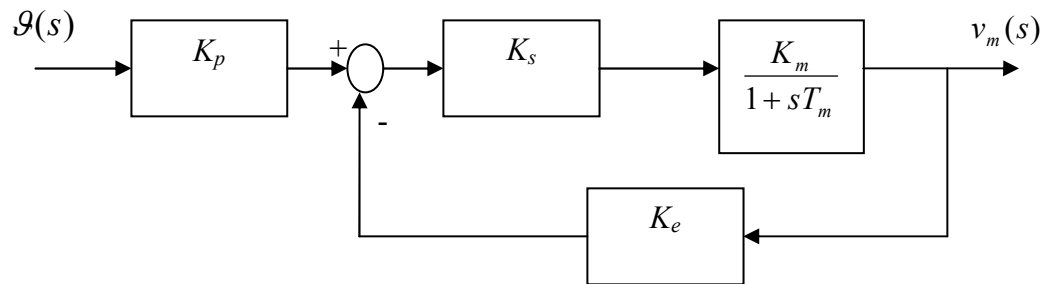 ϑ(s)
K_p
+
-
K_s
K_m
1 + sT_m
v_m(s)
K_e